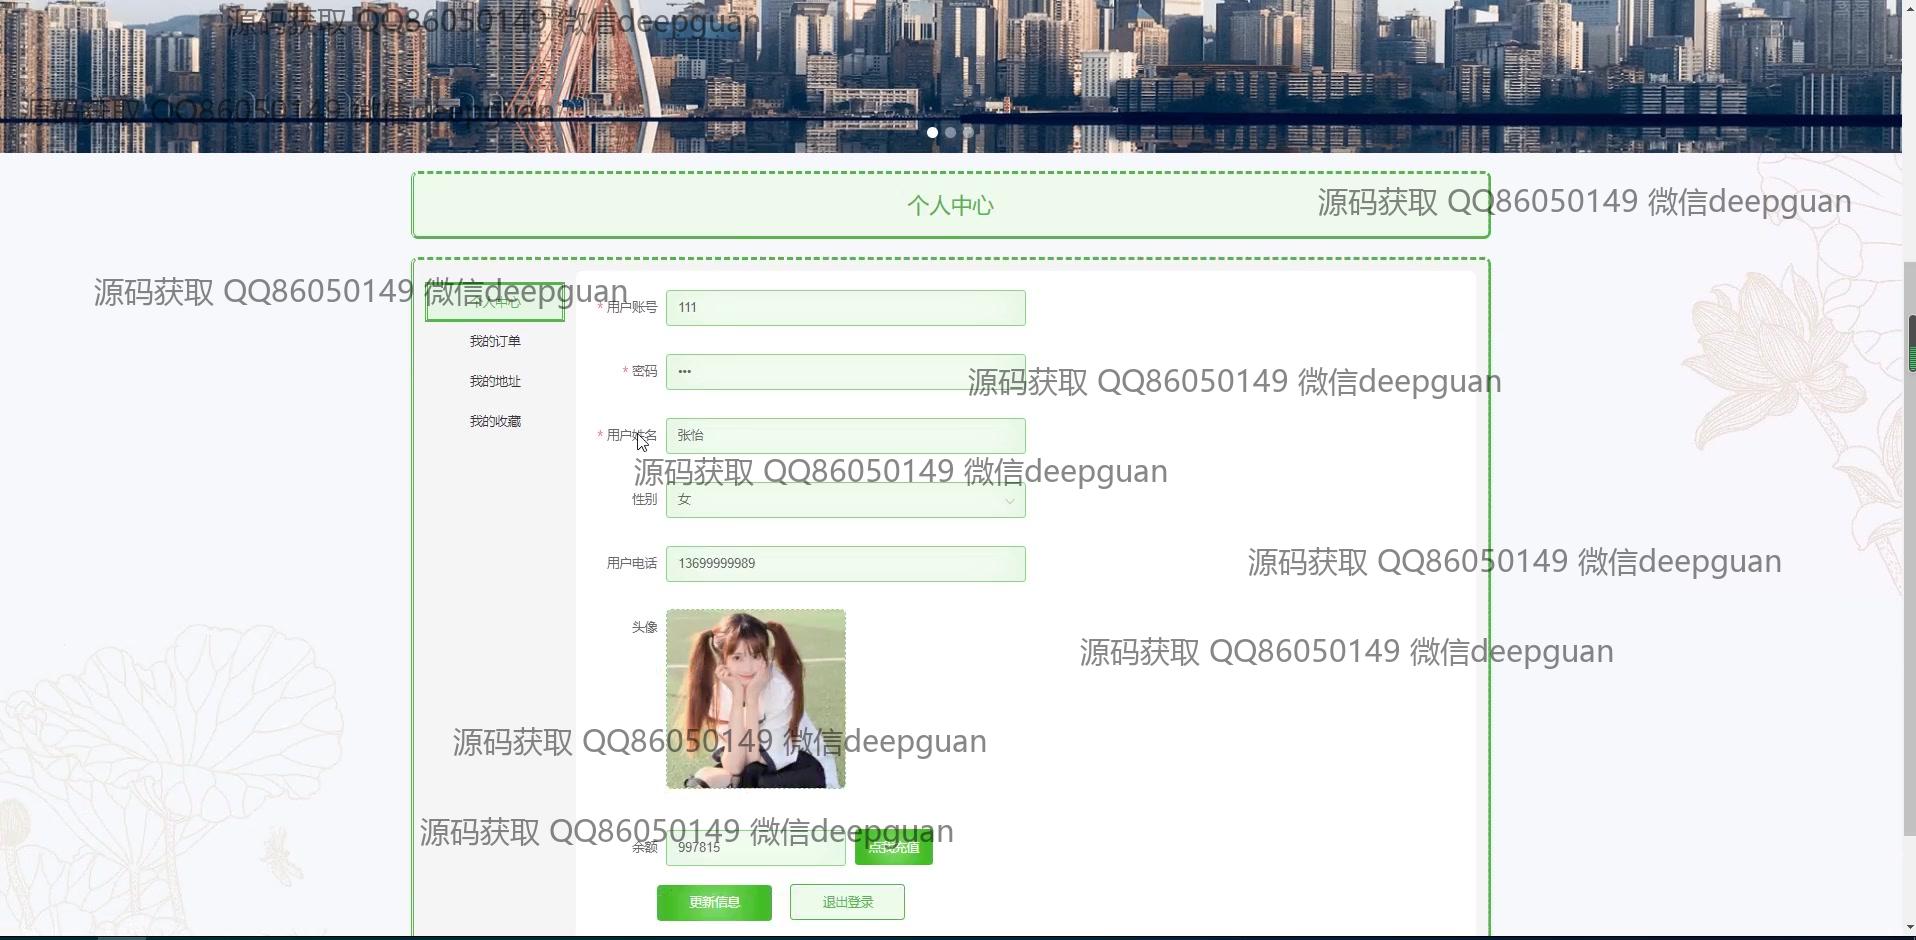 源码获取 QQ86050149 微信deepguan
源码获取 QQ86050149 微信deepguan
个人中心
源码获取 QQ86050149 微信deepguan
源码获取 QQ86050149 微信deepguan
个人中心
* 用户账号 111
我的订单
* 密码 •••
源码获取 QQ86050149 微信deepguan
我的地址
我的收藏
* 用户姓名 张怡
源码获取 QQ86050149 微信deepguan
性别 女
用户电话 13699999989
源码获取 QQ86050149 微信deepguan
头像
源码获取 QQ86050149 微信deepguan
源码获取 QQ86050149 微信deepguan
源码获取 QQ86050149 微信deepguan
余额 997815 点我充值
更新信息 退出登录